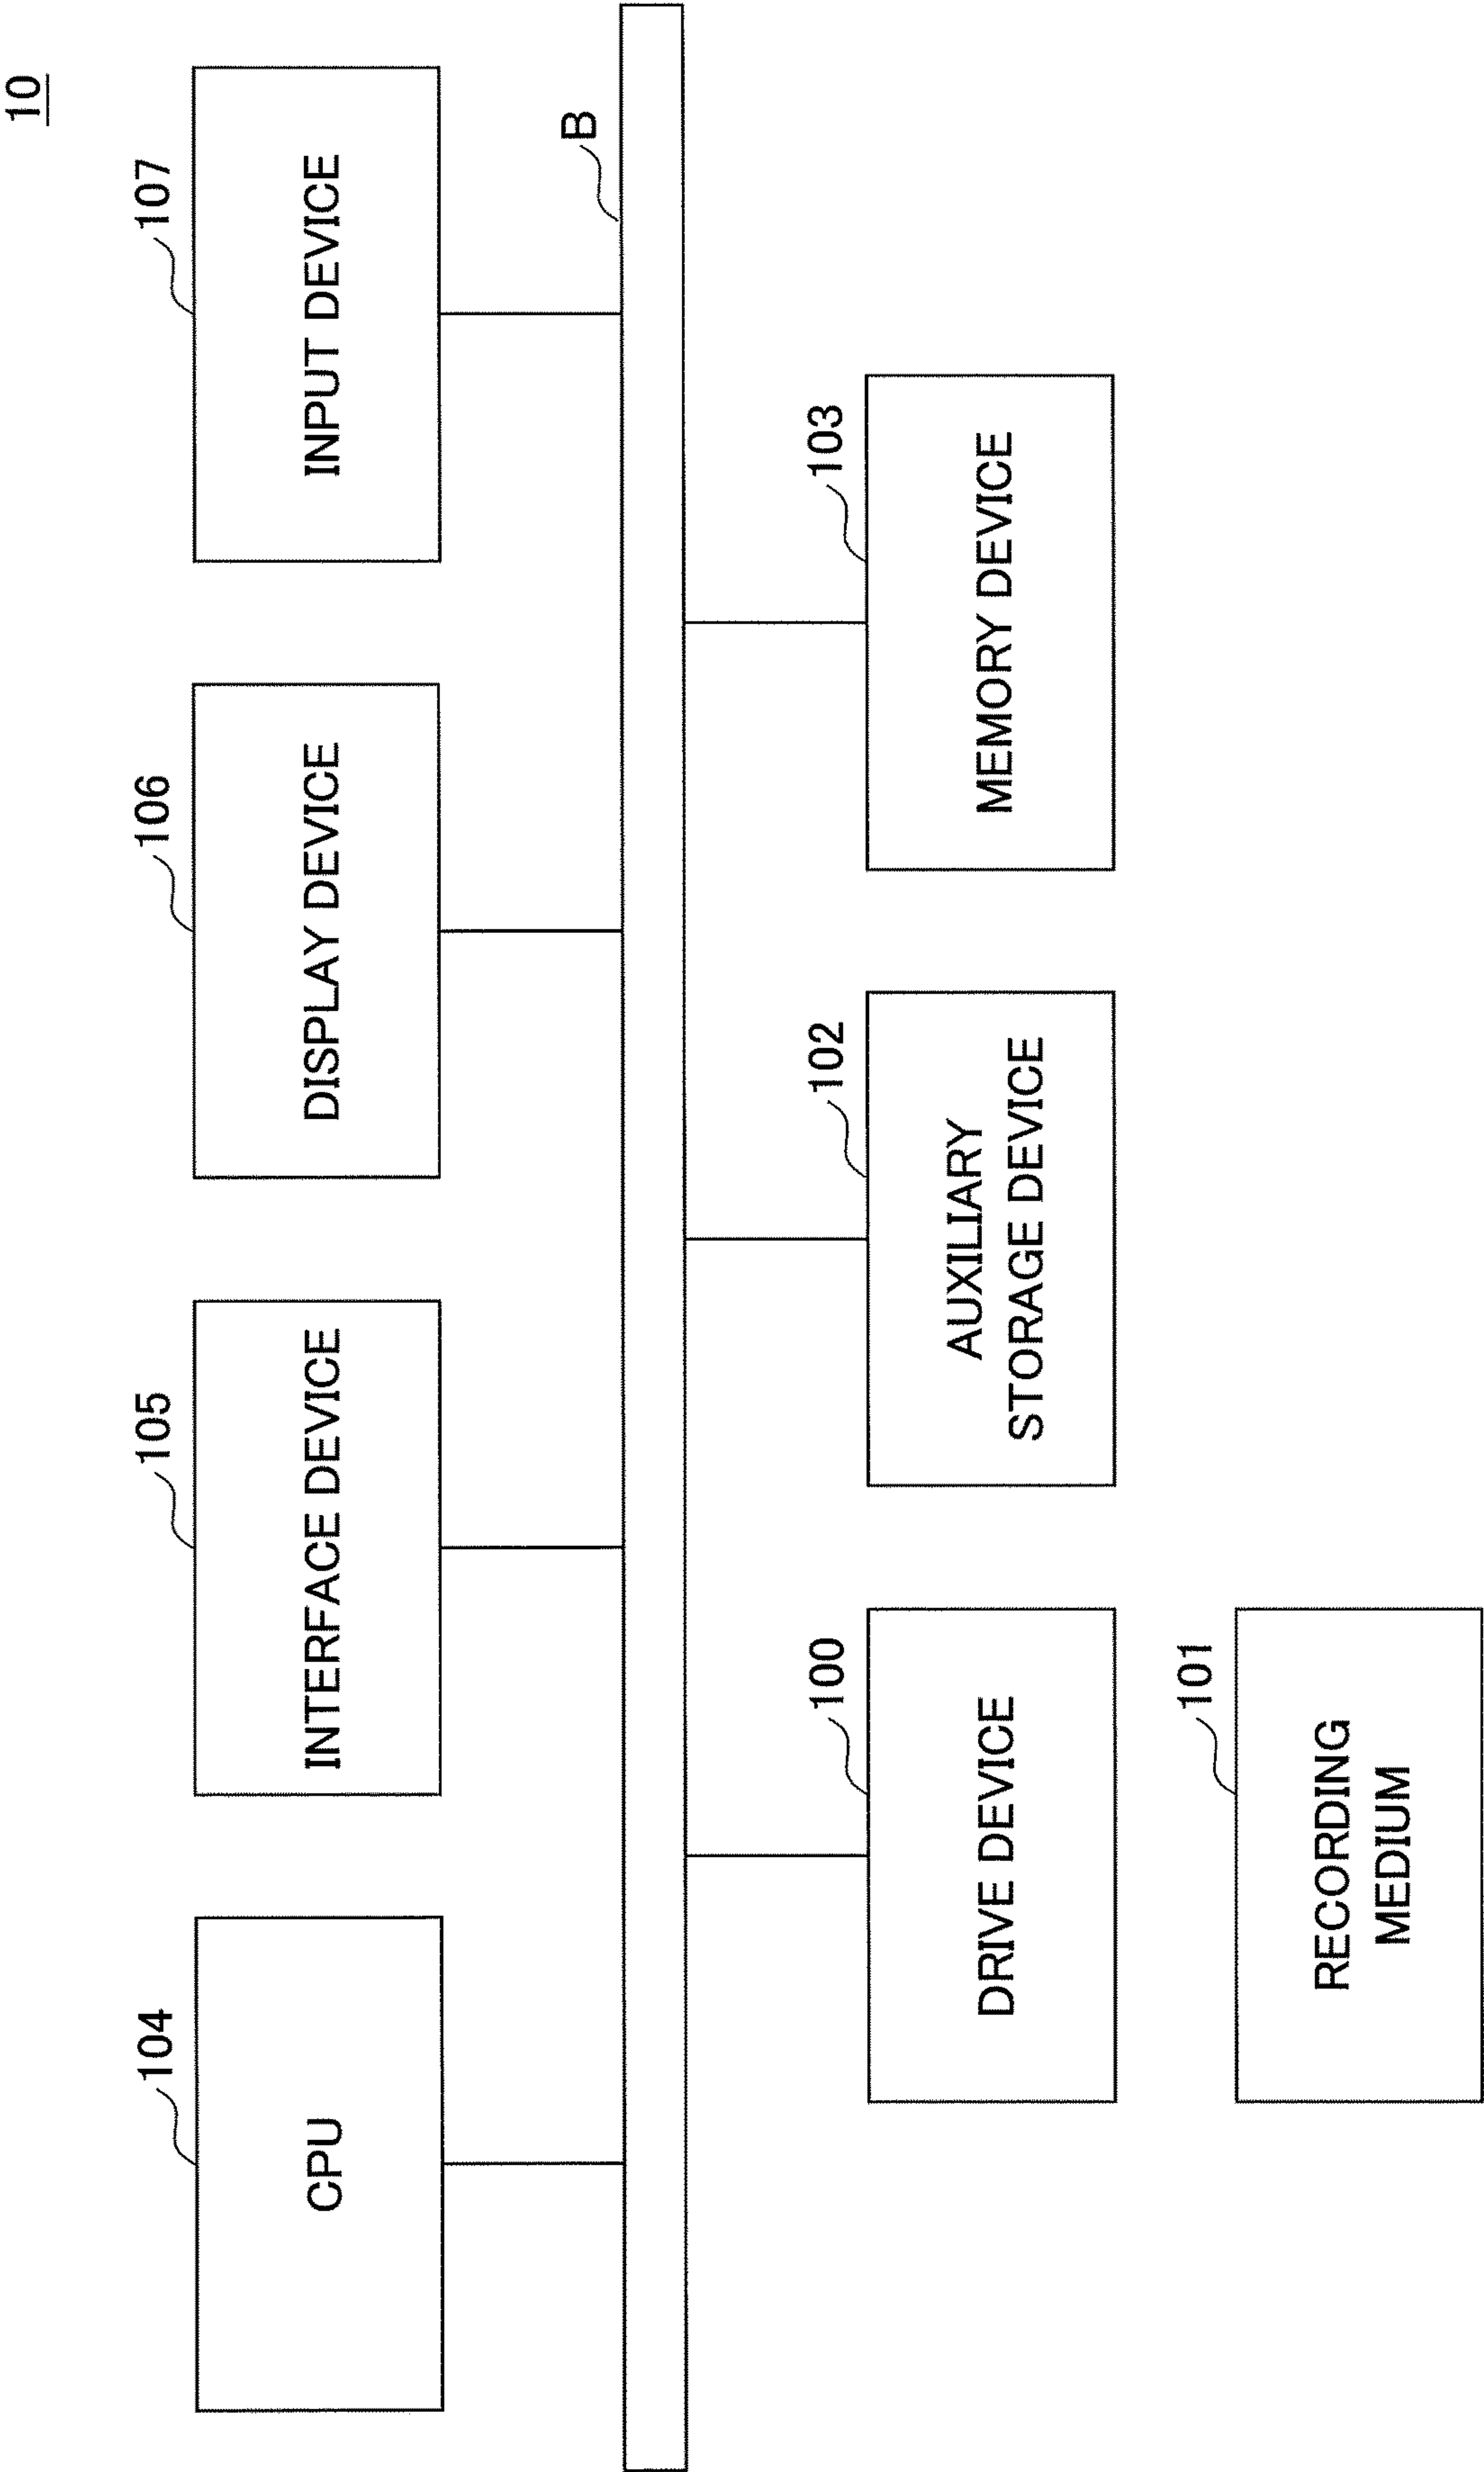 10
104
CPU
105
INTERFACE DEVICE
106
DISPLAY DEVICE
107
INPUT DEVICE
B
100
DRIVE DEVICE
102
AUXILIARY
STORAGE DEVICE
103
MEMORY DEVICE
101
RECORDING
MEDIUM